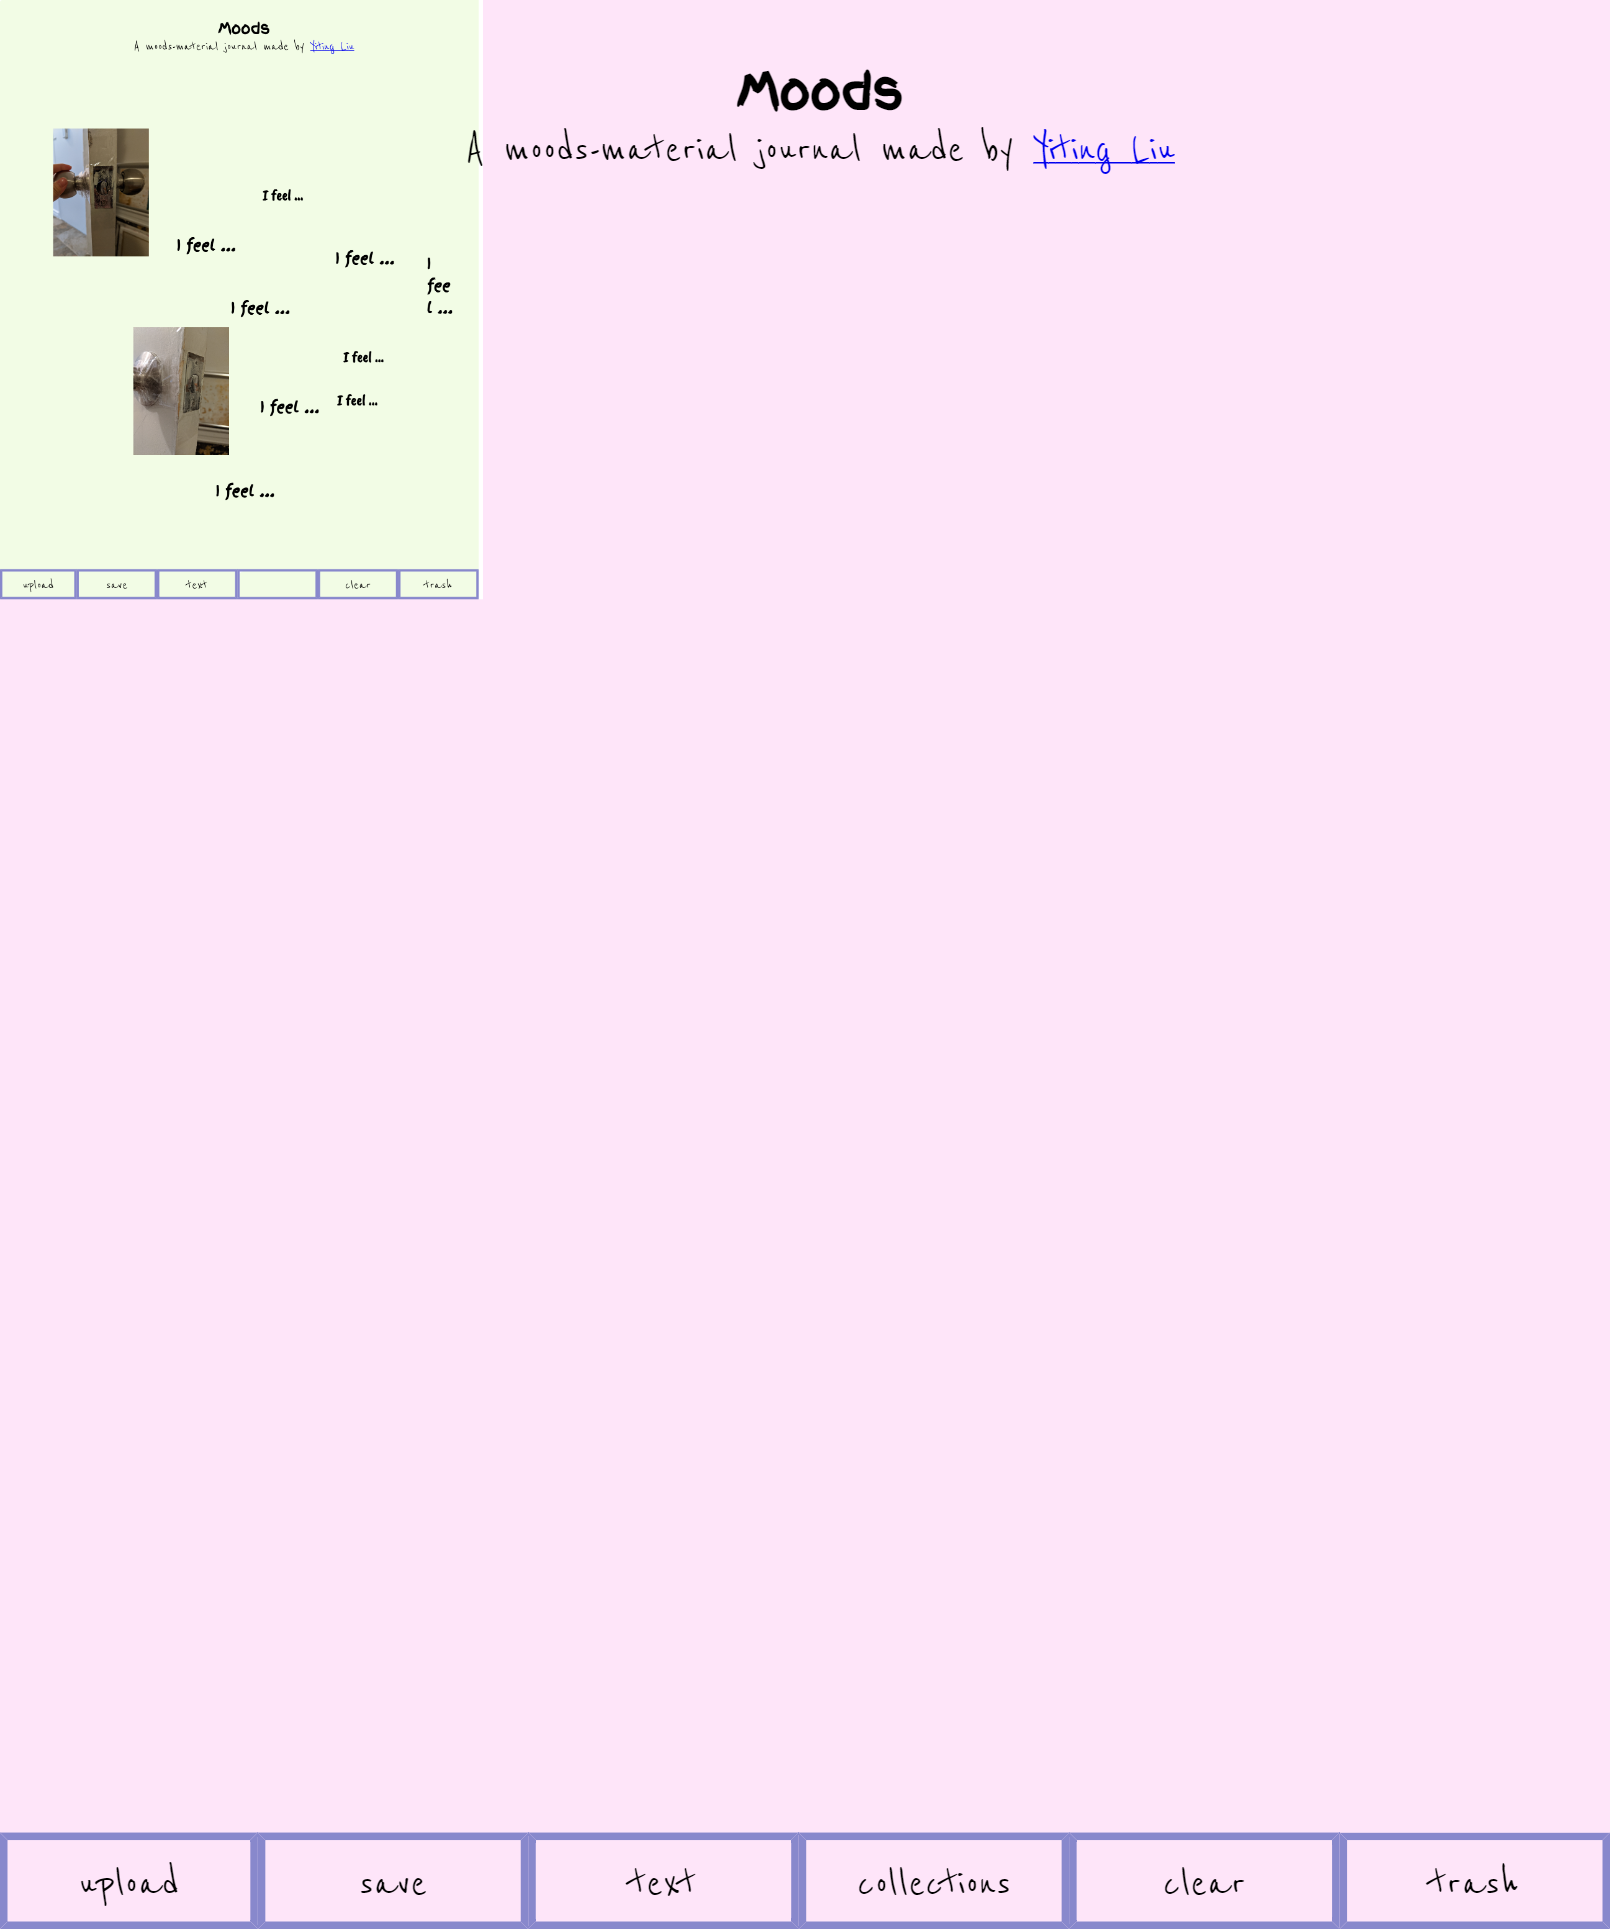 Moods
A moods-material journal made by Yiting Liu
I feel ...
I feel ...
I feel ...
I
fee
l ...
I feel ...
I feel ...
I feel ...
I feel ...
I feel ...
upload save text clear trash
Moods
A moods-material journal made by Yiting Liu
upload save text collections clear trash